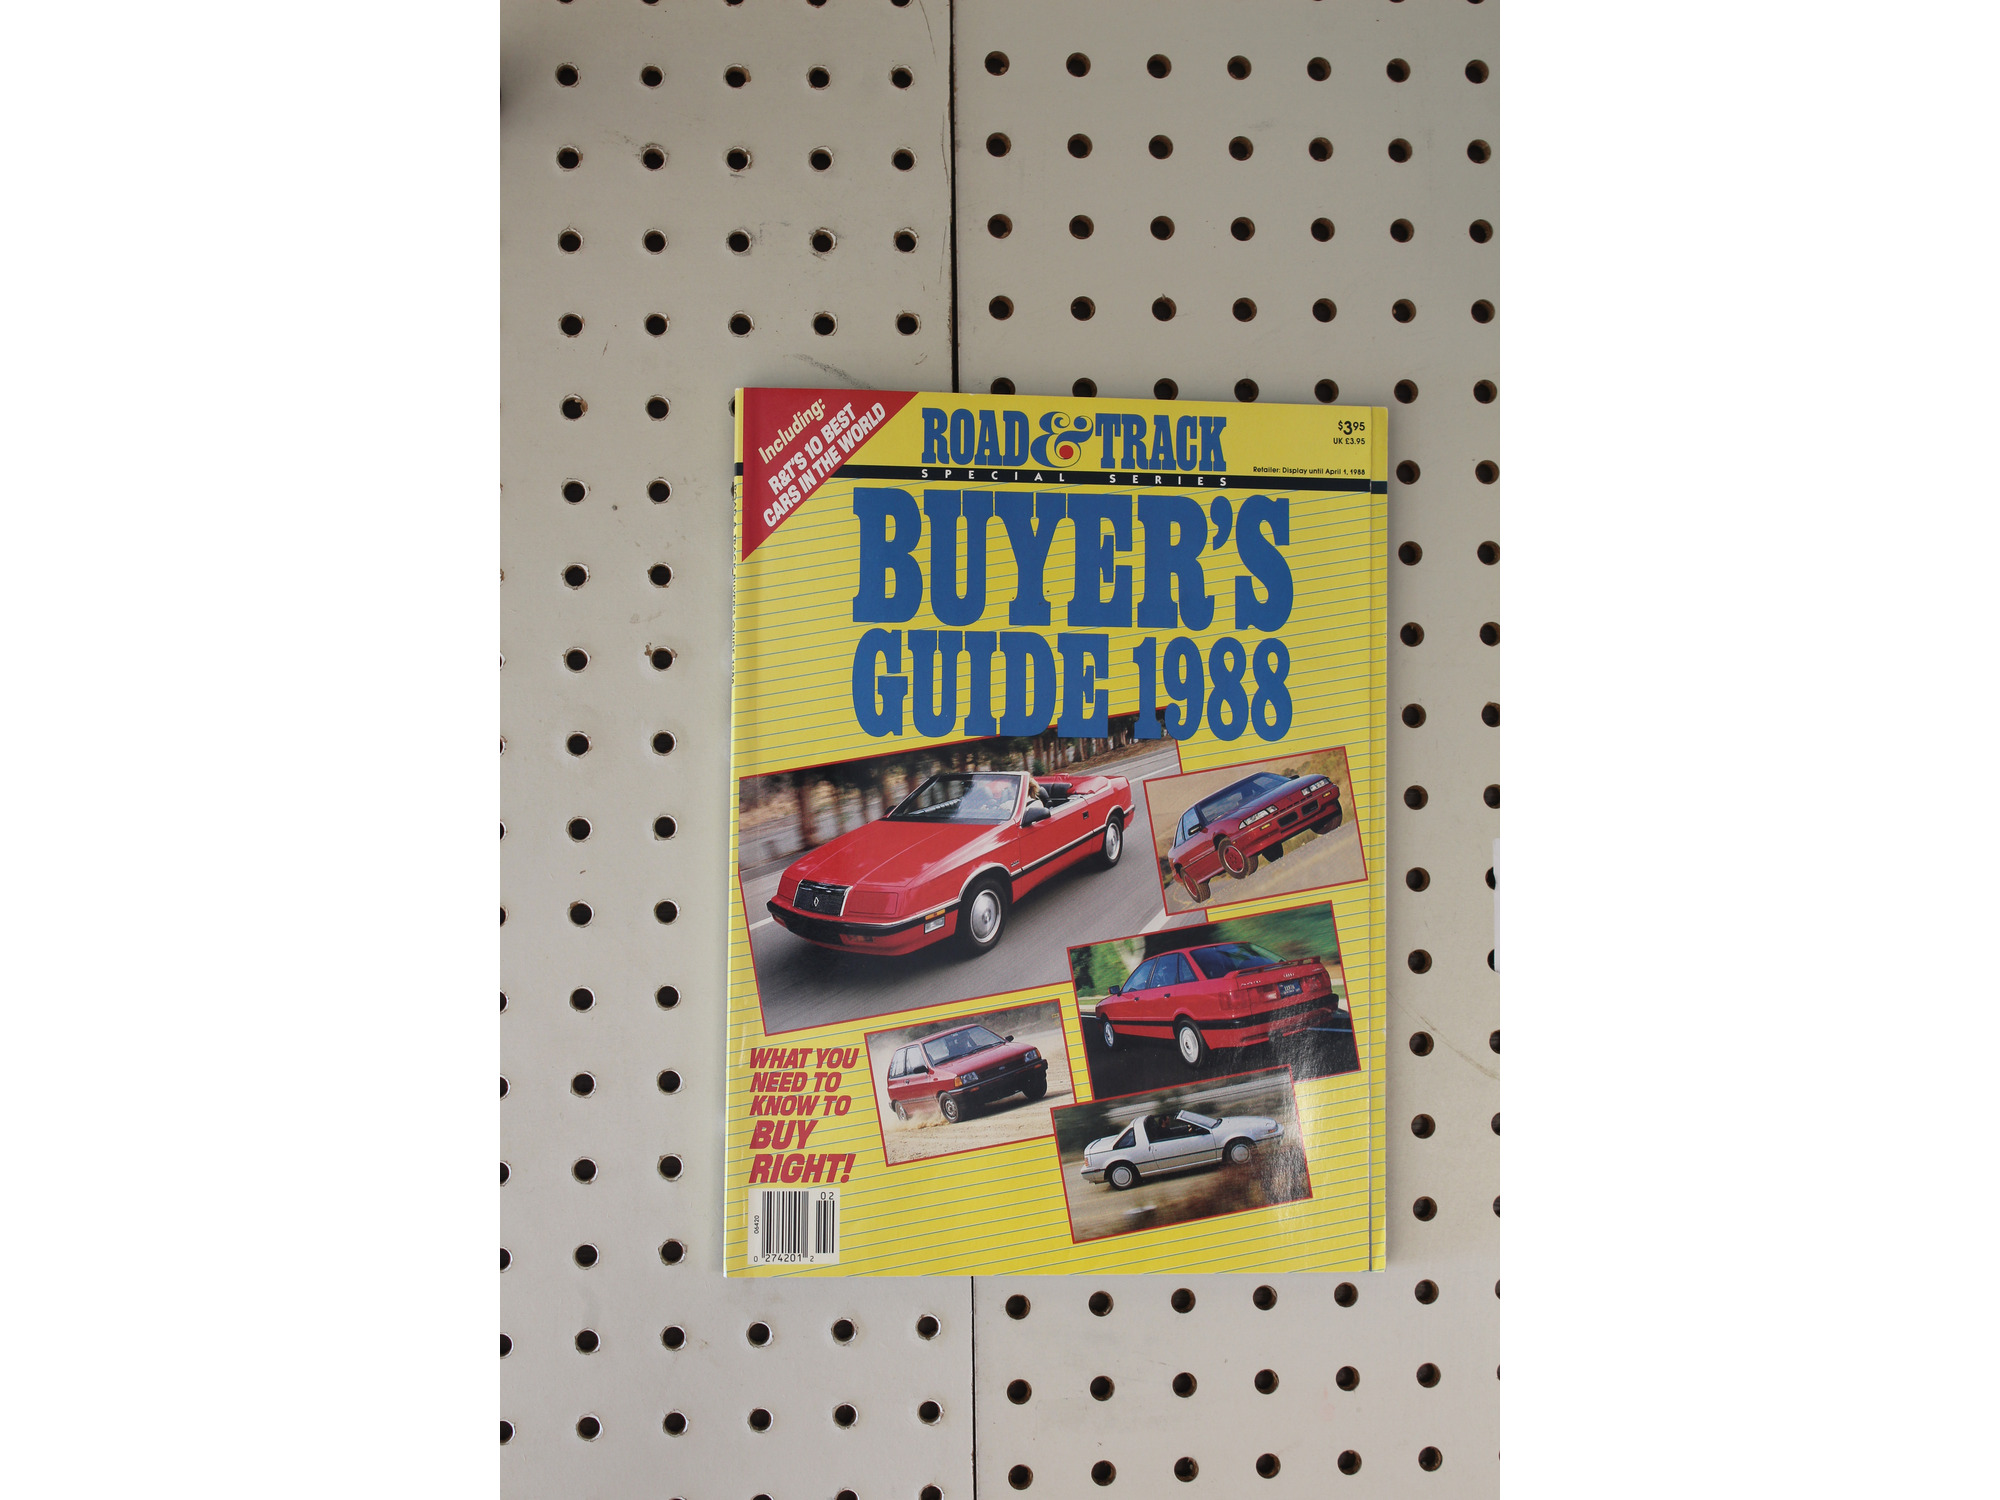 Including:
R&T'S 10 BEST
CARS IN THE WORLD
ROAD & TRACK
SPECIAL SERIES
$3.95
UK £3.95
Retailer: Display until April 1, 1988
BUYER'S
GUIDE 1988
WHAT YOU
NEED TO
KNOW TO
BUY
RIGHT!
02
06420
0 274201 2